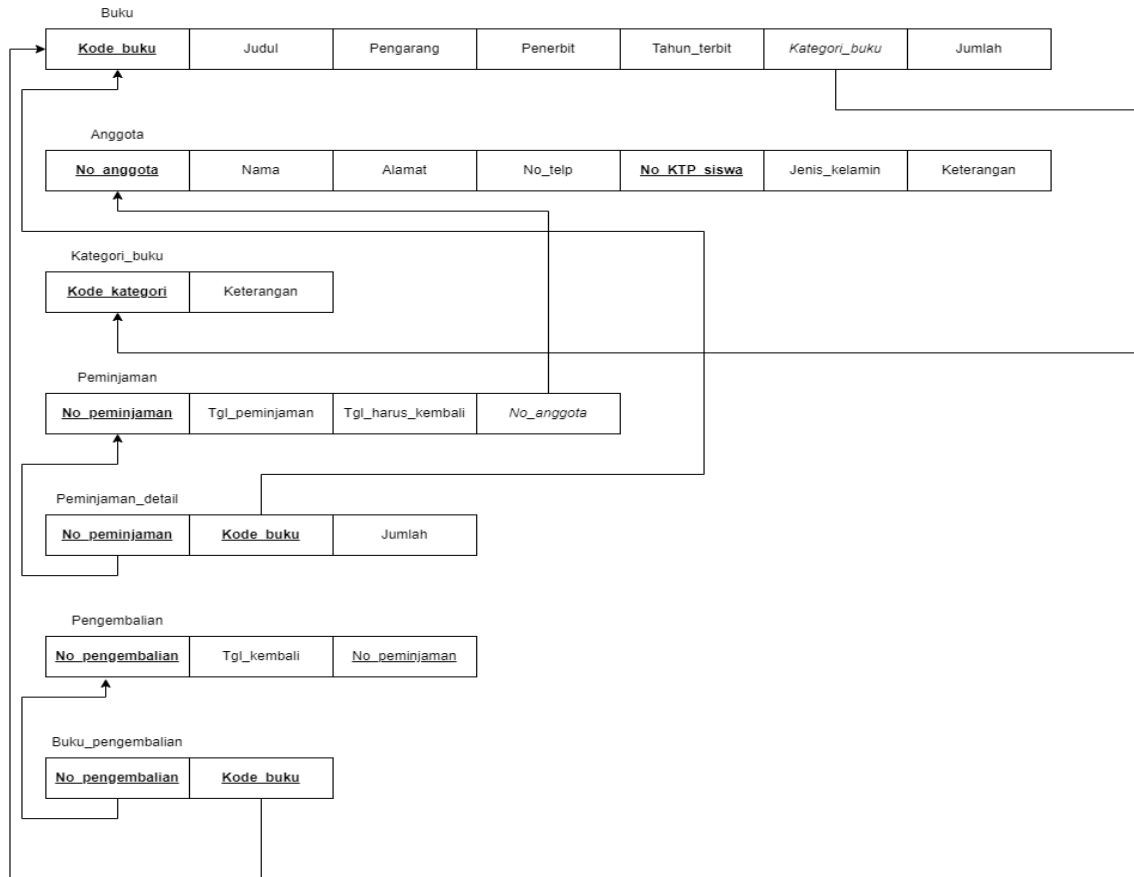 Buku
Kode_buku Judul Pengarang Penerbit Tahun_terbit Kategori_buku Jumlah
Anggota
No_anggota Nama Alamat No_telp No_KTP_siswa Jenis_kelamin Keterangan
Kategori_buku
Kode_kategori Keterangan
Peminjaman
No_peminjaman Tgl_peminjaman Tgl_harus_kembali No_anggota
Peminjaman_detail
No_peminjaman Kode_buku Jumlah
Pengembalian
No_pengembalian Tgl_kembali No_peminjaman
Buku_pengembalian
No_pengembalian Kode_buku